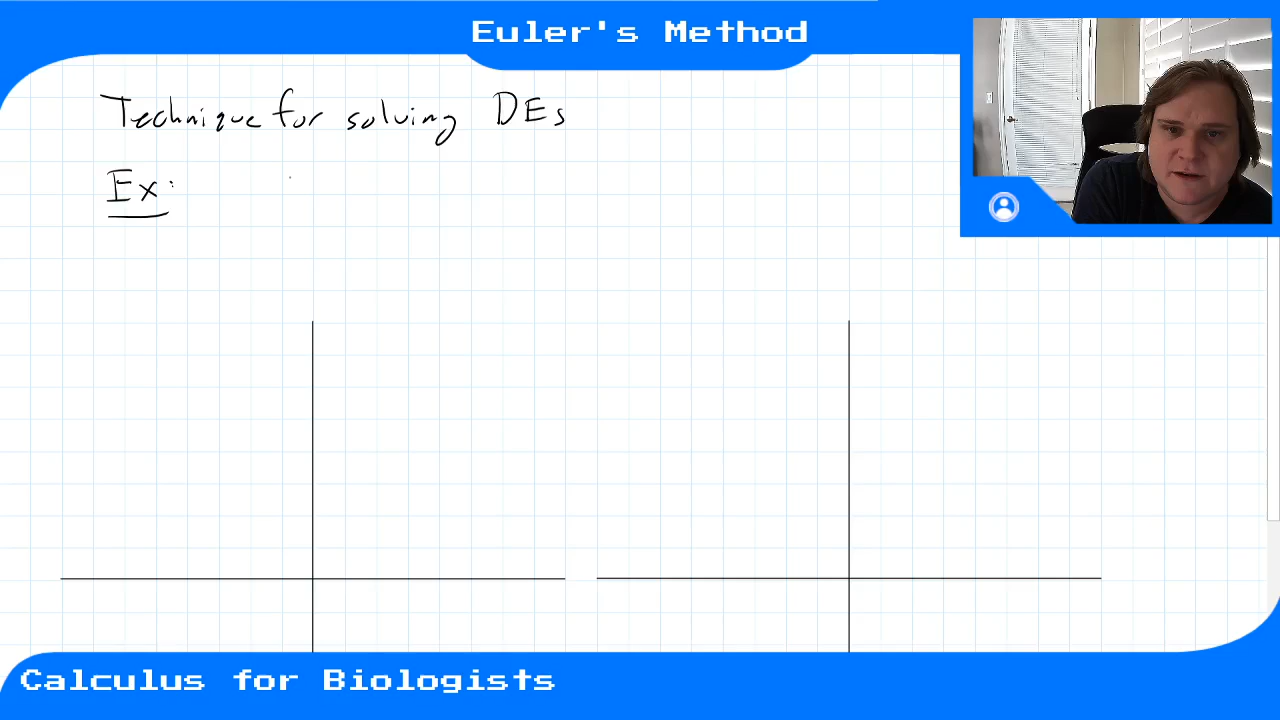 Euler's Method
Technique for solving DEs
Ex:
Calculus for Biologists